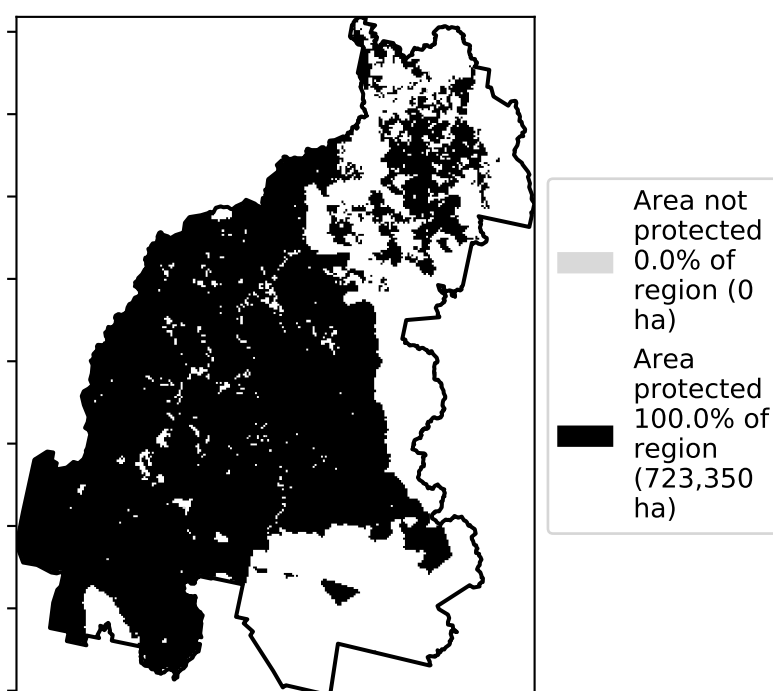 Area not
protected
0.0% of
region (0
ha)
Area
protected
100.0% of
region
(723,350
ha)